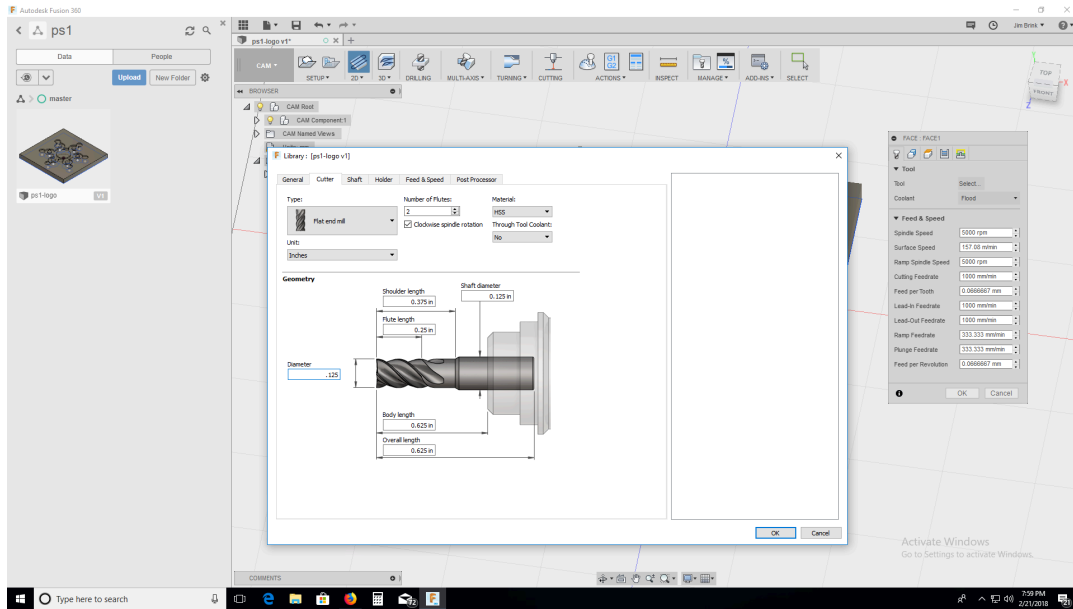 Autodesk Fusion 360
ps1
Data People
Upload New Folder
master
ps1-logo V1
ps1-logo v1*
Jim Brink
CAM
SETUP 2D 3D DRILLING MULTI-AXIS TURNING CUTTING ACTIONS INSPECT MANAGE ADD-INS SELECT
G1
G2
BROWSER
CAM Root
CAM Component:1
CAM Named Views
TOP
FRONT
X
Y
Z
Library : [ps1-logo v1]
General Cutter Shaft Holder Feed & Speed Post Processor
Type:
Flat end mill
Unit:
Inches
Number of Flutes:
2
Clockwise spindle rotation
Material:
HSS
Through Tool Coolant:
No
Geometry
Shoulder length
0.375 in
Shaft diameter
0.125 in
Flute length
0.25 in
Diameter
.125
Body length
0.625 in
Overall length
0.625 in
OK Cancel
FACE : FACE1
Tool
Tool Select...
Coolant Flood
Feed & Speed
Spindle Speed 5000 rpm
Surface Speed 157.08 m/min
Ramp Spindle Speed 5000 rpm
Cutting Feedrate 1000 mm/min
Feed per Tooth 0.0666667 mm
Lead-in Feedrate 1000 mm/min
Lead-Out Feedrate 1000 mm/min
Ramp Feedrate 333.333 mm/min
Plunge Feedrate 333.333 mm/min
Feed per Revolution 0.0666667 mm
OK Cancel
Activate Windows
Go to Settings to activate Windows.
COMMENTS
Type here to search
7:59 PM
2/21/2018